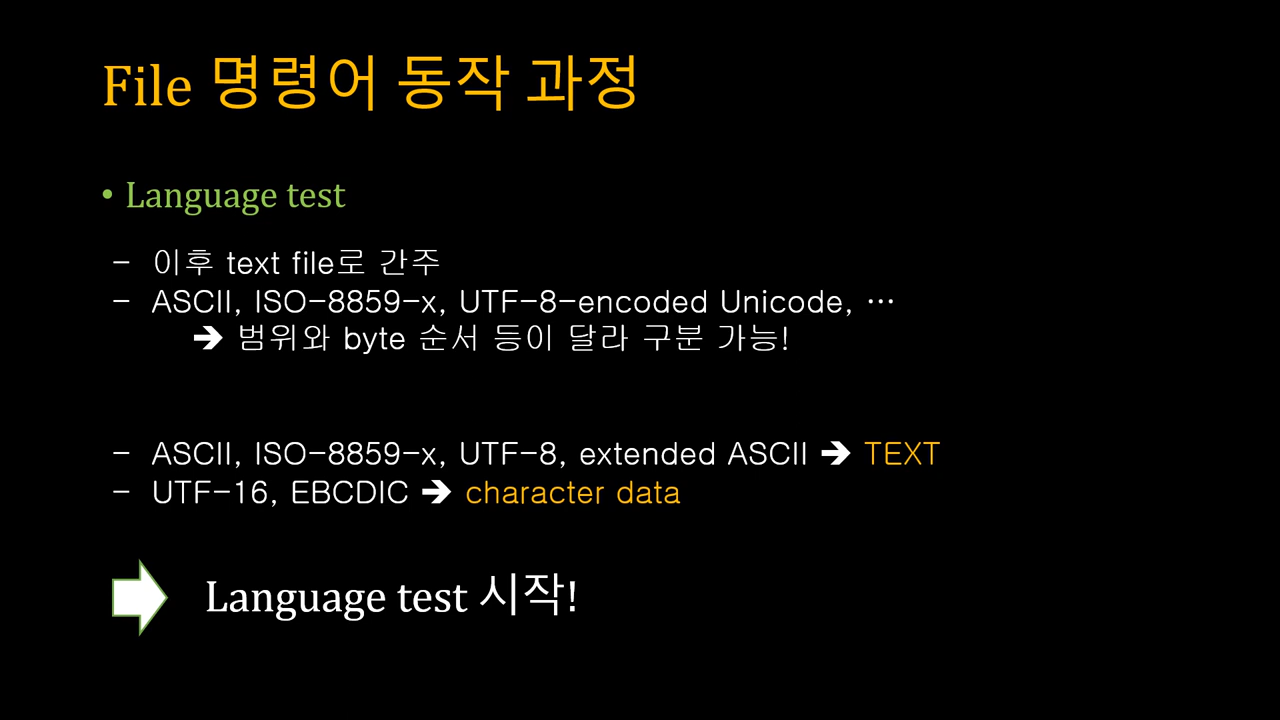 File 명령어 동작 과정
• Language test
- 이후 text file로 간주
- ASCII, ISO-8859-x, UTF-8-encoded Unicode, …
➔ 범위와 byte 순서 등이 달라 구분 가능!
- ASCII, ISO-8859-x, UTF-8, extended ASCII ➔ TEXT
- UTF-16, EBCDIC ➔ character data
Language test 시작!